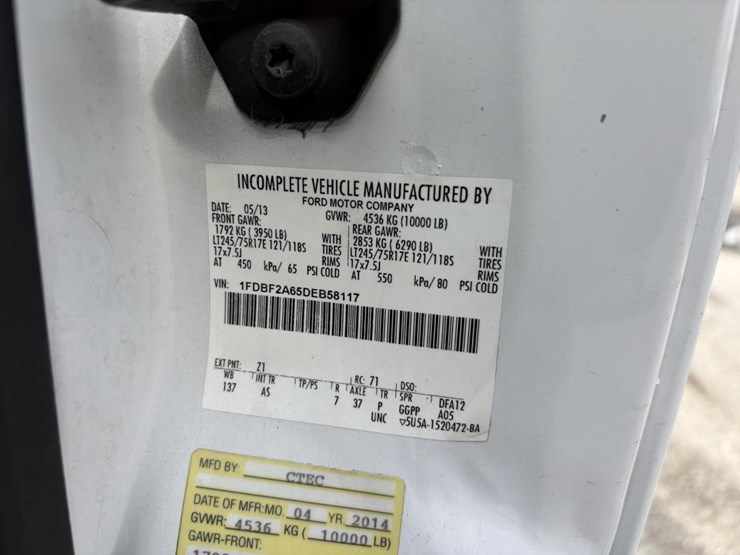 INCOMPLETE VEHICLE MANUFACTURED BY
FORD MOTOR COMPANY
DATE: 05/13 GVWR: 4536 KG (10000 LB)
FRONT GAWR: REAR GAWR:
1792 KG ( 3950 LB) WITH 2853 KG ( 6290 LB) WITH
LT245/75R17E 121/118S TIRES LT245/75R17E 121/118S TIRES
17x7.5J RIMS 17x7.5J RIMS
AT 450 kPa/ 65 PSI COLD AT 550 kPa/ 80 PSI COLD
VIN: 1FDBF2A65DEB58117
EXT PNT: Z1 RC: 71 DSO:
WB INT TR TP/PS R AXLE TR SPR DFA12
137 AS 7 37 P GGPP A05
UNC ▽5U5A-1520472-BA
MFD BY: CTEC
DATE OF MFR:MO. 04 YR. 2014
GVWR: 4536 KG ( 10000 LB)
GAWR-FRONT: